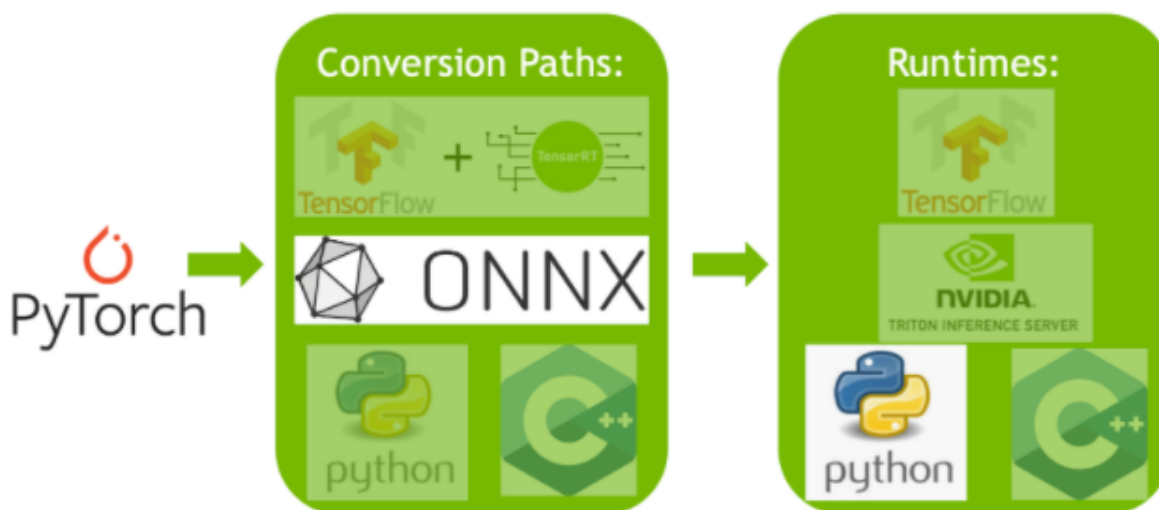 PyTorch
Conversion Paths:
TensorFlow
+
TensorRT
ONNX
python
C++
Runtimes:
TensorFlow
NVIDIA.
TRITON INFERENCE SERVER
python
C++